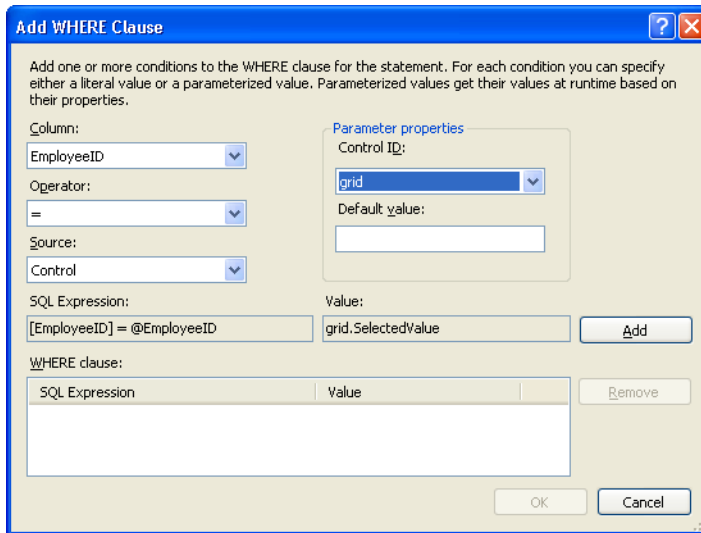 Add WHERE Clause
Add one or more conditions to the WHERE clause for the statement. For each condition you can specify
either a literal value or a parameterized value. Parameterized values get their values at runtime based on
their properties.
Column:
EmployeeID
Operator:
=
Source:
Control
Parameter properties
Control ID:
grid
Default value:
SQL Expression:
[EmployeeID] = @EmployeeID
Value:
grid.SelectedValue
Add
WHERE clause:
SQL Expression Value
Remove
OK Cancel